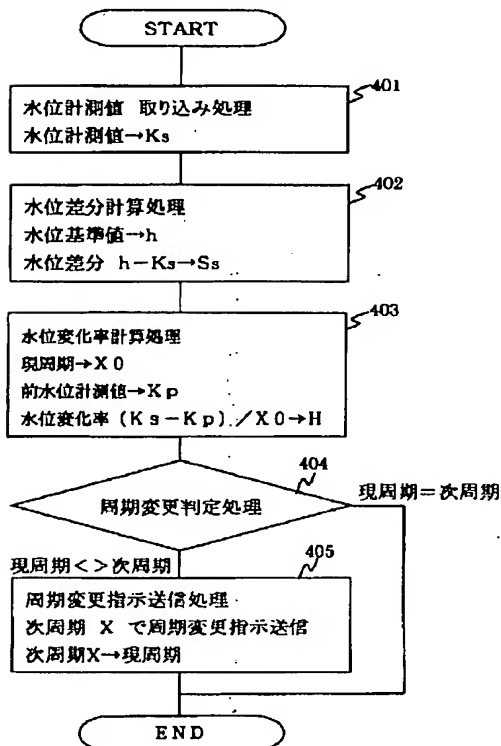 START
401
水位計測値 取り込み処理
水位計測値→Ks
402
水位差分計算処理
水位基準値→h
水位差分 h-Ks→Ss
403
水位変化率計算処理
現周期→X0
前水位計測値→Kp
水位変化率 (Ks-Kp)/X0→H
404
周期変更判定処理
現周期=次周期
現周期<>次周期
405
周期変更指示送信処理
次周期 X で周期変更指示送信
次周期X→現周期
END